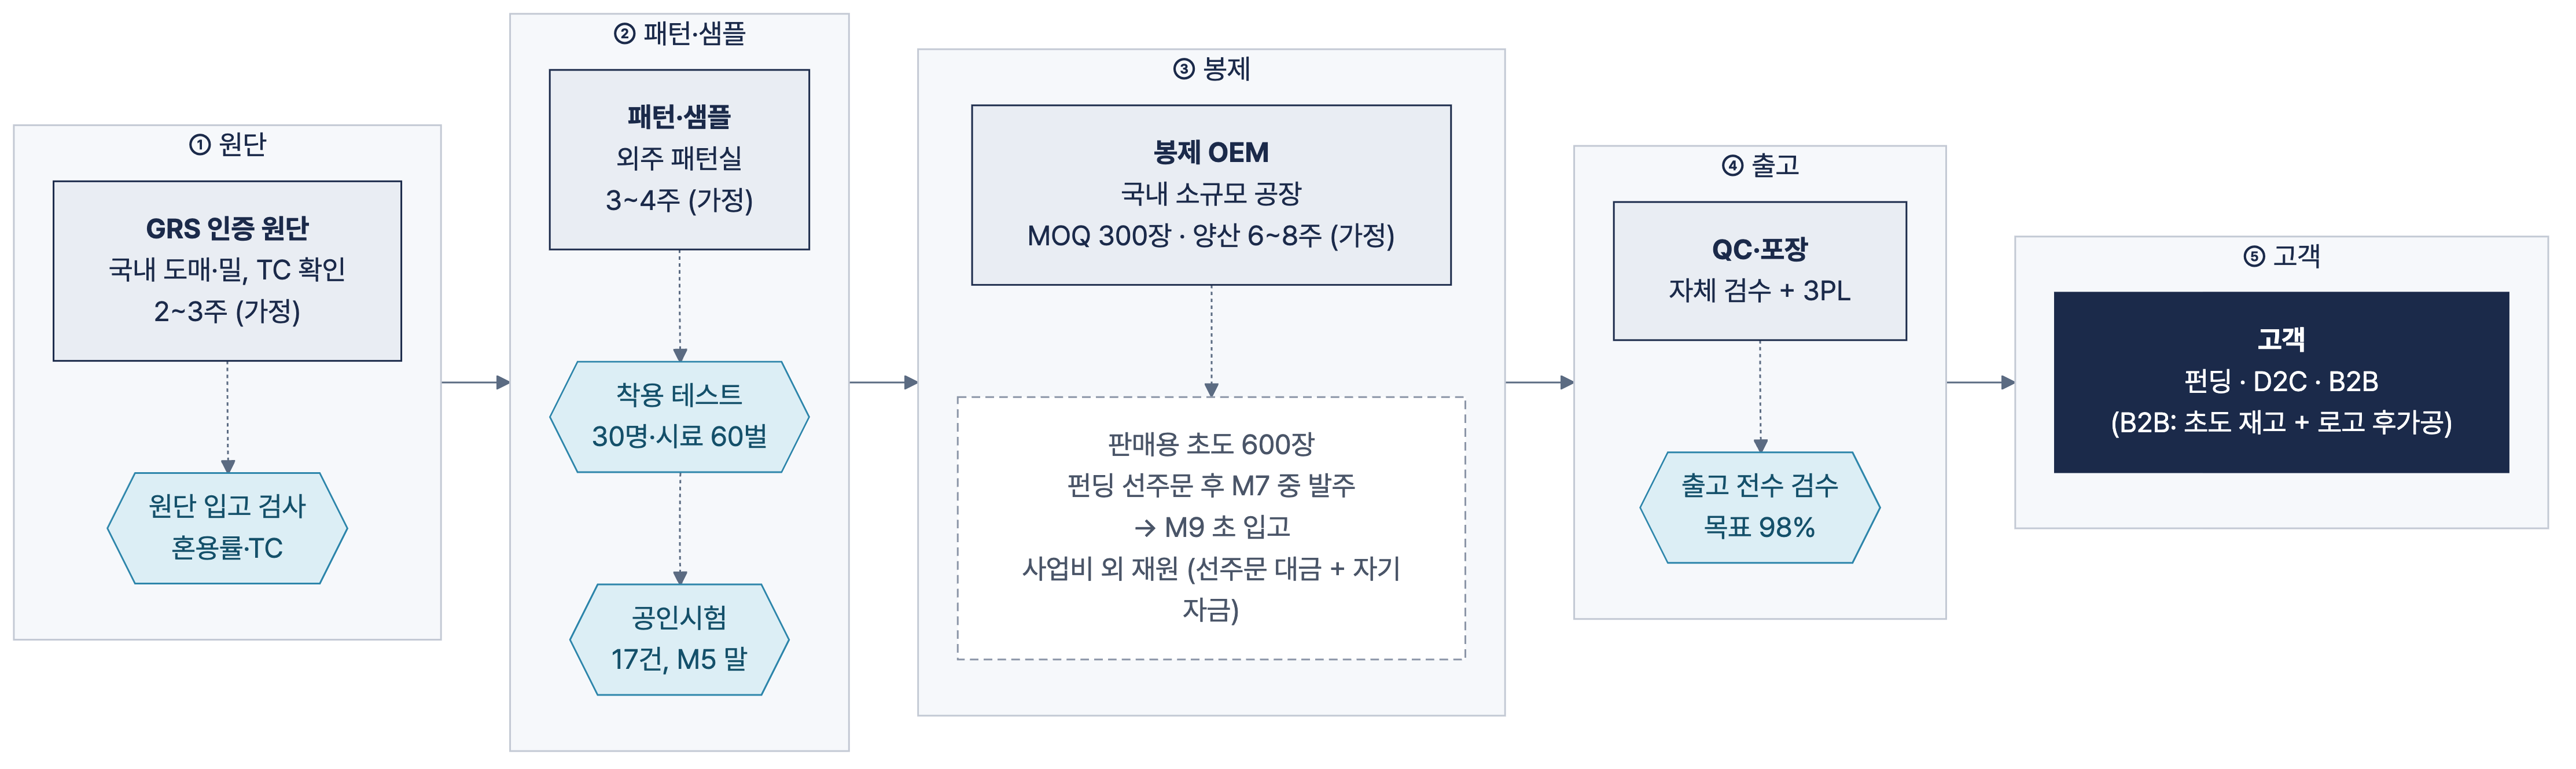 ① 원단
GRS 인증 원단
국내 도매·밀, TC 확인
2~3주 (가정)
원단 입고 검사
혼용률·TC
② 패턴·샘플
패턴·샘플
외주 패턴실
3~4주 (가정)
착용 테스트
30명·시료 60벌
공인시험
17건, M5 말
③ 봉제
봉제 OEM
국내 소규모 공장
MOQ 300장 · 양산 6~8주 (가정)
판매용 초도 600장
펀딩 선주문 후 M7 중 발주
→ M9 초 입고
사업비 외 재원 (선주문 대금 + 자기
자금)
④ 출고
QC·포장
자체 검수 + 3PL
출고 전수 검수
목표 98%
⑤ 고객
고객
펀딩 · D2C · B2B
(B2B: 초도 재고 + 로고 후가공)